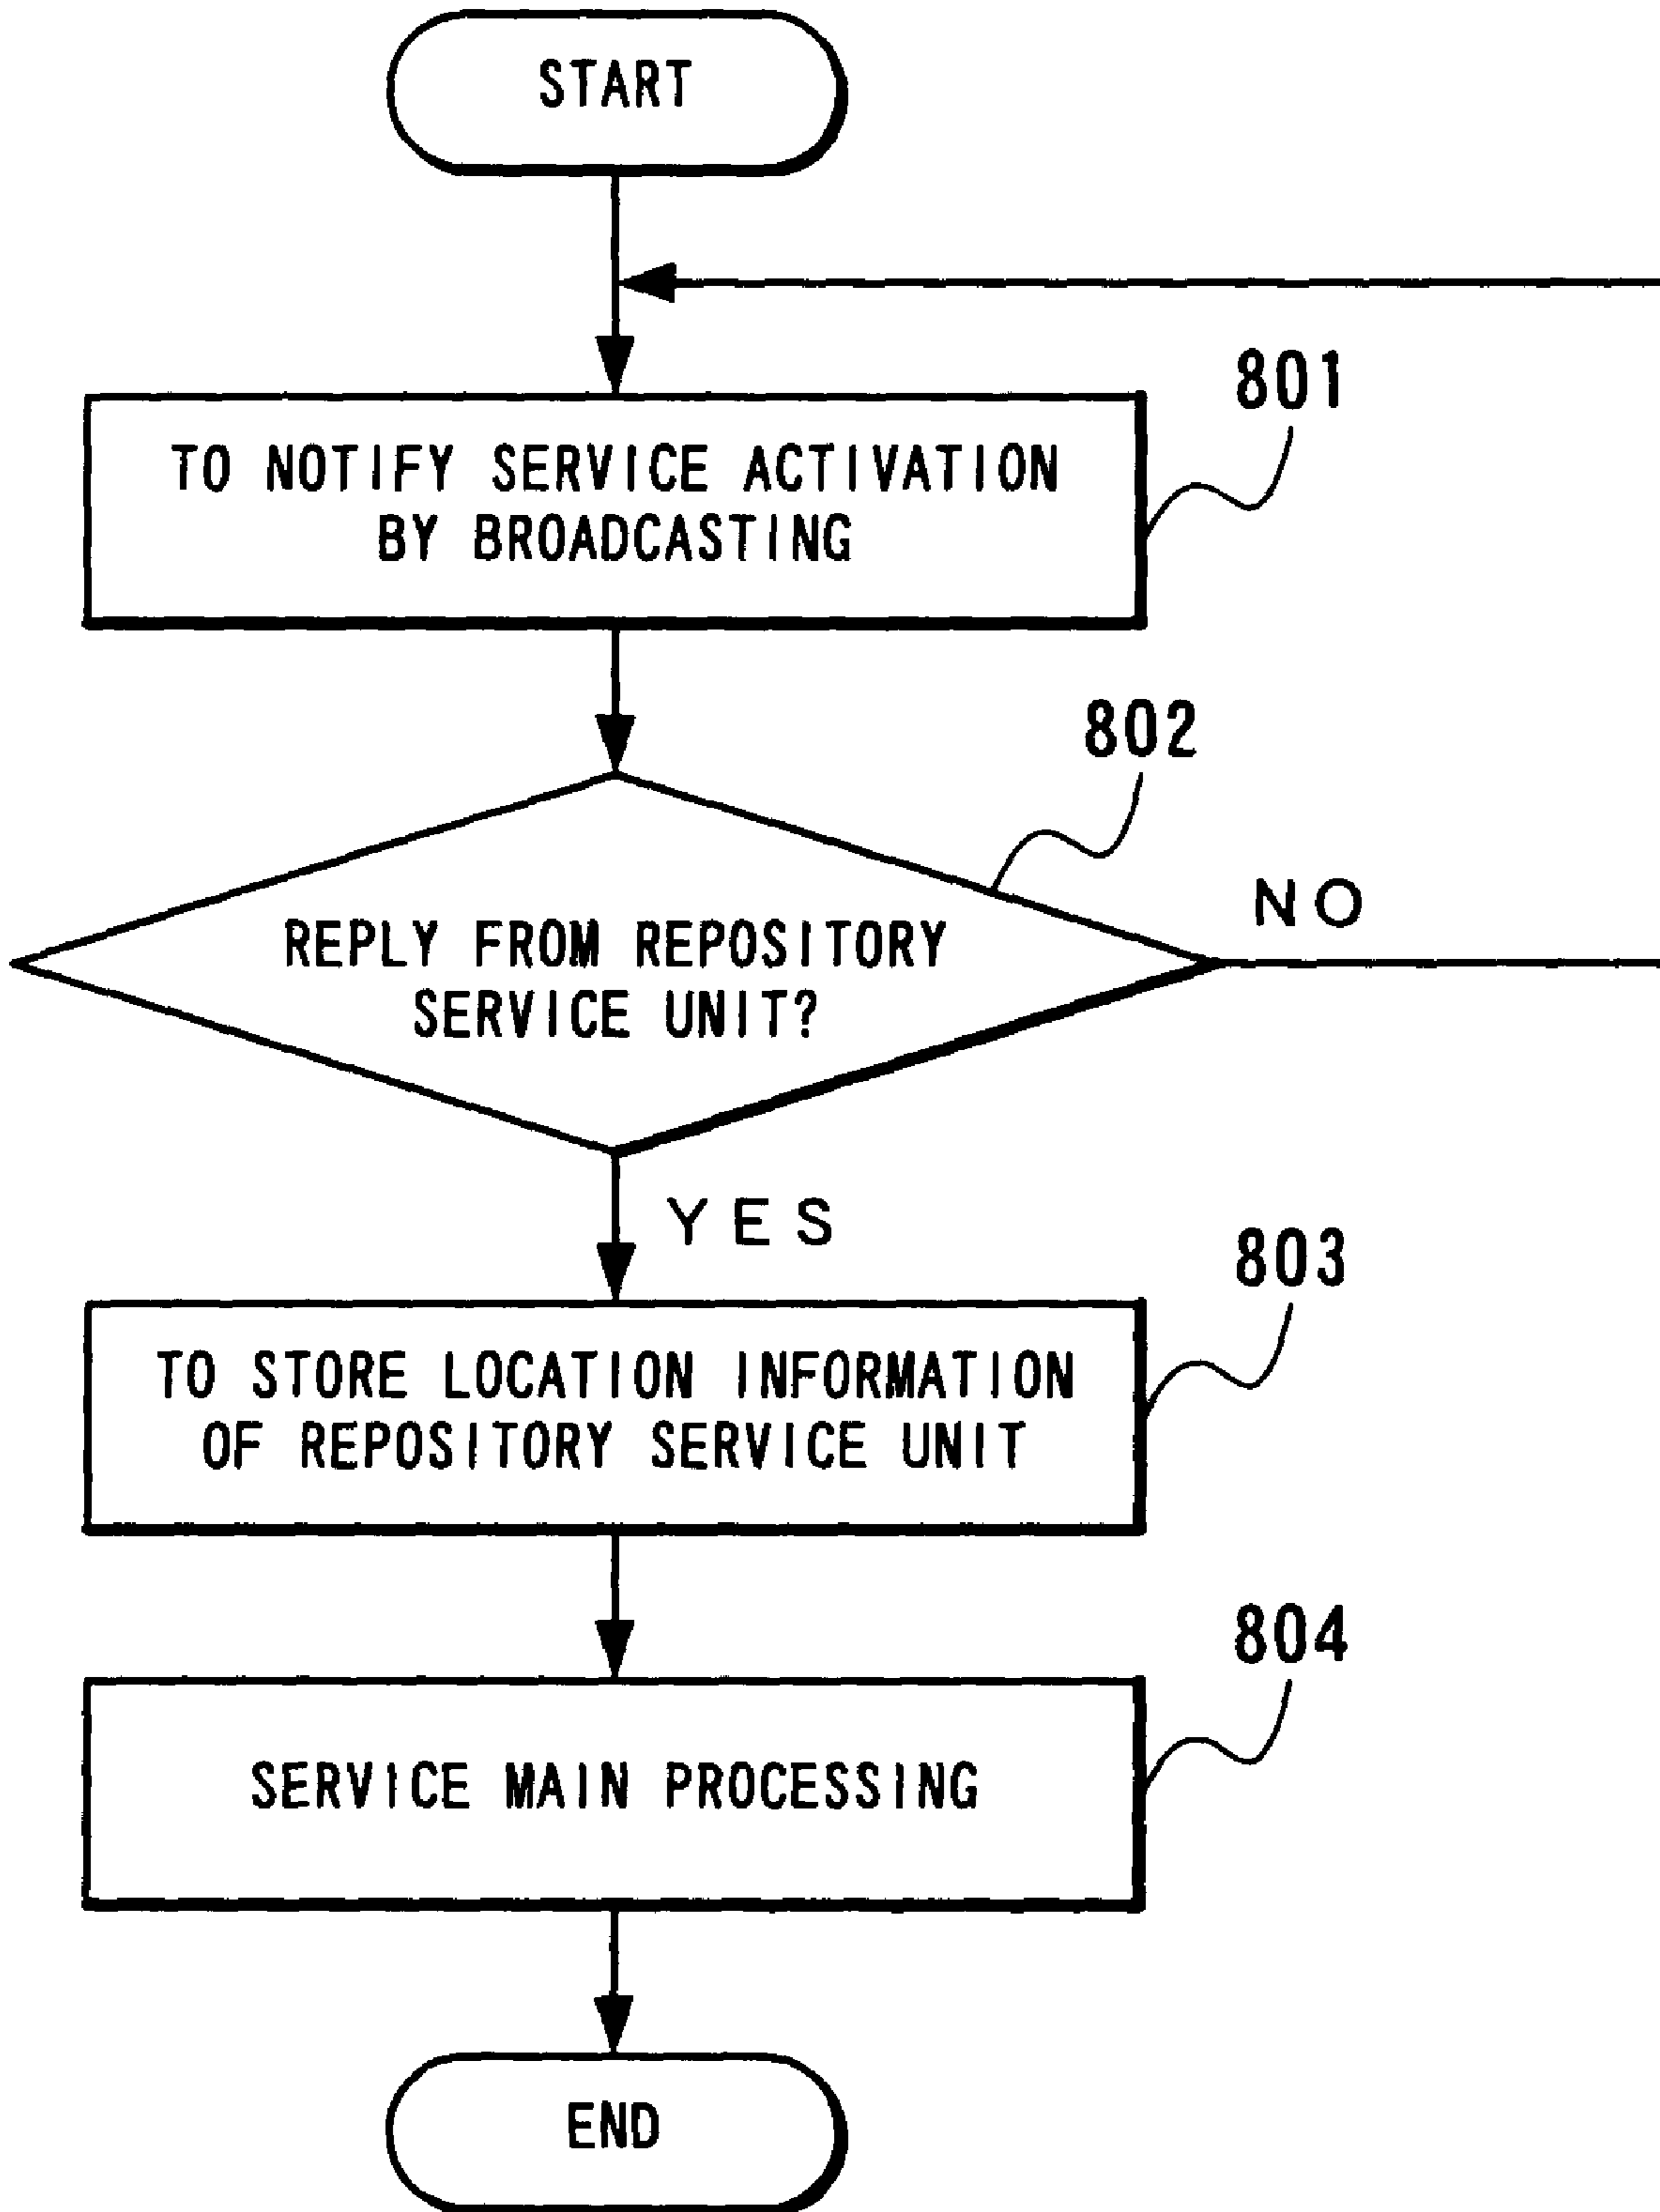 START
801
TO NOTIFY SERVICE ACTIVATION
BY BROADCASTING
802
NO
REPLY FROM REPOSITORY
SERVICE UNIT?
YES
803
TO STORE LOCATION INFORMATION
OF REPOSITORY SERVICE UNIT
804
SERVICE MAIN PROCESSING
END